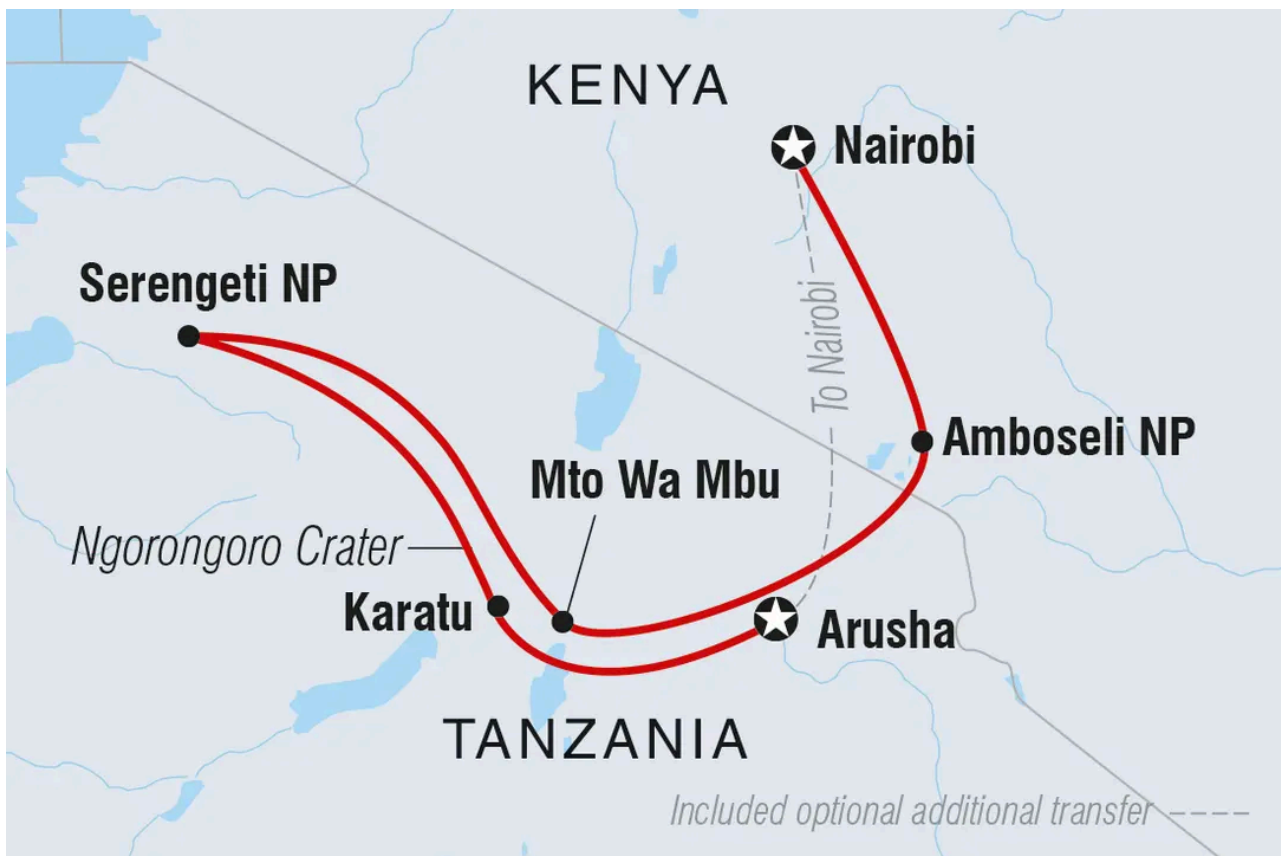 KENYA
Nairobi
Serengeti NP
To Nairobi
Amboseli NP
Mto Wa Mbu
Ngorongoro Crater
Karatu
Arusha
TANZANIA
Included optional additional transfer